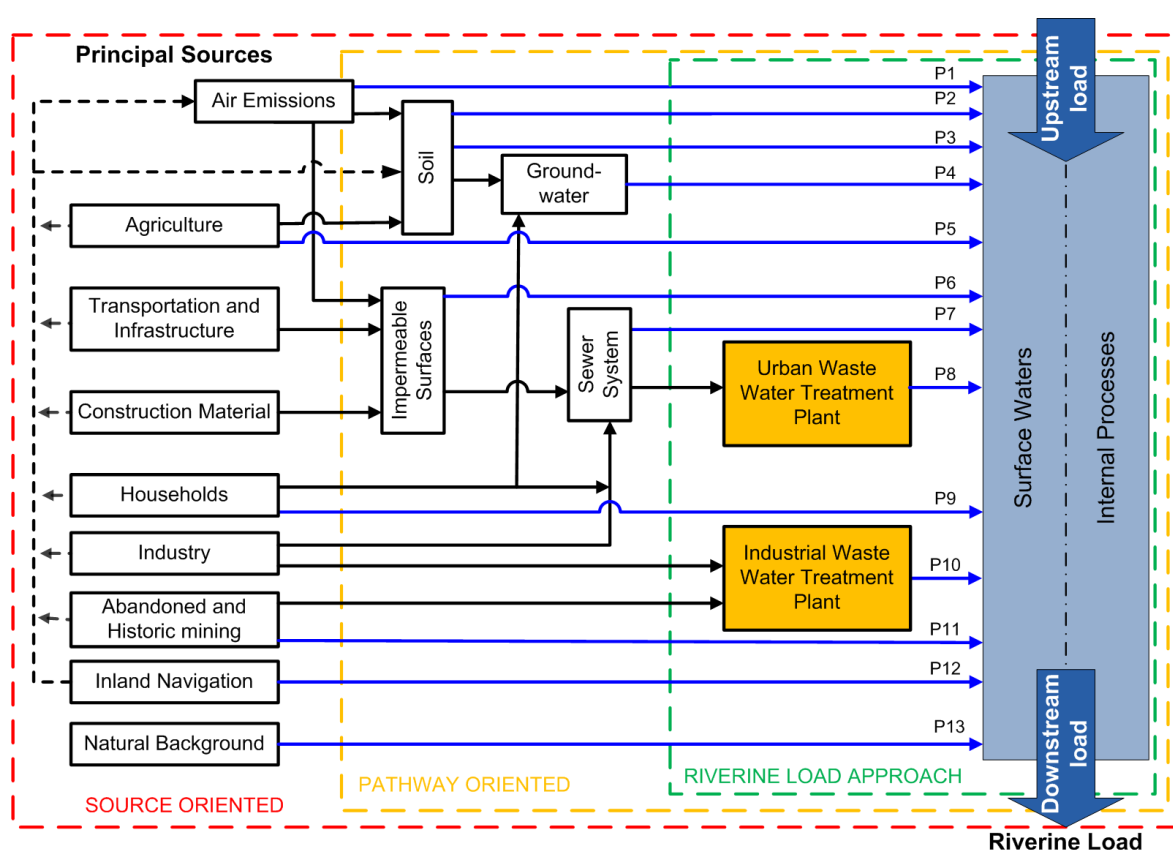 Principal Sources
Air Emissions
Agriculture
Transportation and
Infrastructure
Construction Material
Households
Industry
Abandoned and
Historic mining
Inland Navigation
Natural Background
SOURCE ORIENTED
Soil
Ground-
water
Impermeable
Surfaces
Sewer
System
PATHWAY ORIENTED
Urban Waste
Water Treatment
Plant
Industrial Waste
Water Treatment
Plant
RIVERINE LOAD APPROACH
P1
P2
P3
P4
P5
P6
P7
P8
P9
P10
P11
P12
P13
Upstream
load
Surface Waters
Internal Processes
Downstream
load
Riverine Load